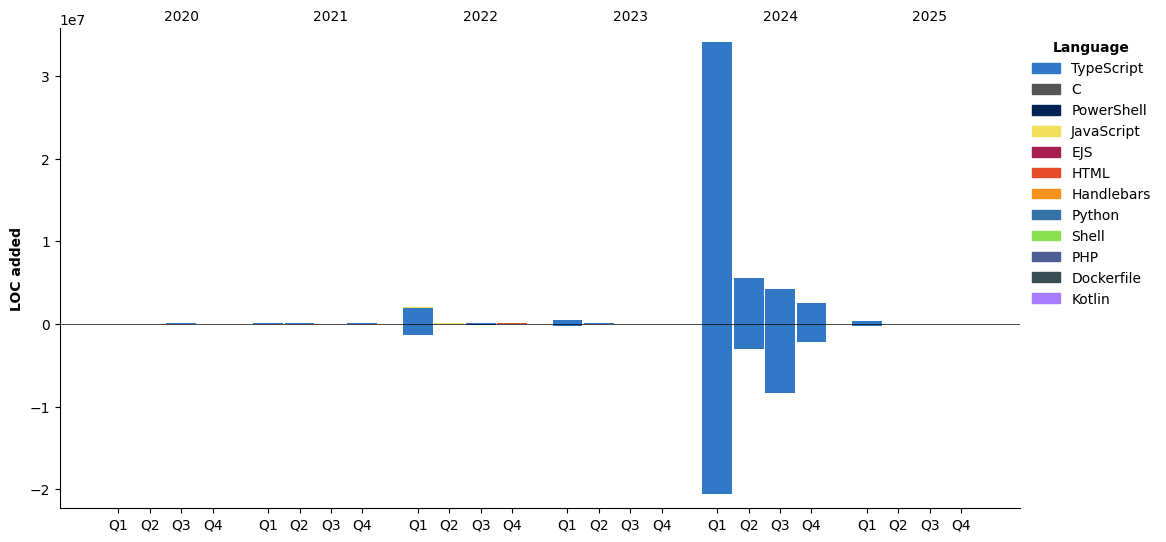 1e7
2020 2021 2022 2023 2024 2025
Language
TypeScript
C
PowerShell
JavaScript
EJS
HTML
Handlebars
Python
Shell
PHP
Dockerfile
Kotlin
LOC added
3
2
1
0
−1
−2
Q1 Q2 Q3 Q4 Q1 Q2 Q3 Q4 Q1 Q2 Q3 Q4 Q1 Q2 Q3 Q4 Q1 Q2 Q3 Q4 Q1 Q2 Q3 Q4